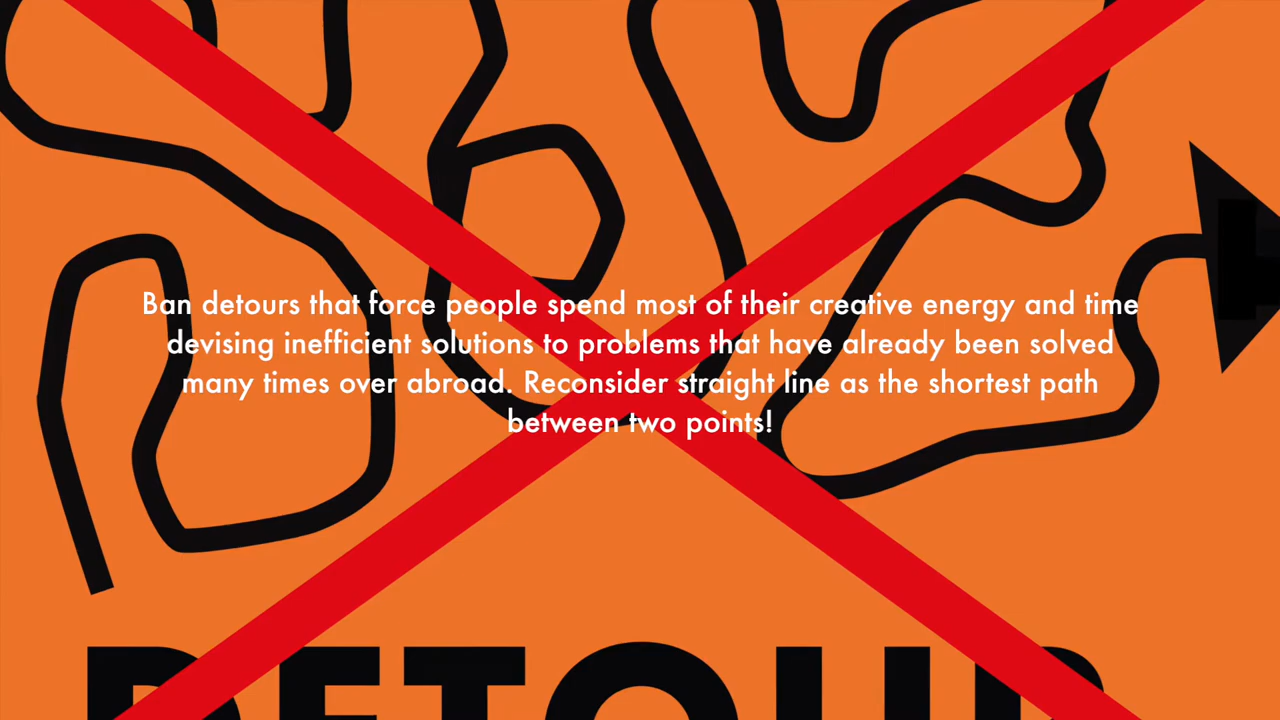 Ban detours that force people spend most of their creative energy and time
devising inefficient solutions to problems that have already been solved
many times over abroad. Reconsider straight line as the shortest path
between two points!
DETOUR